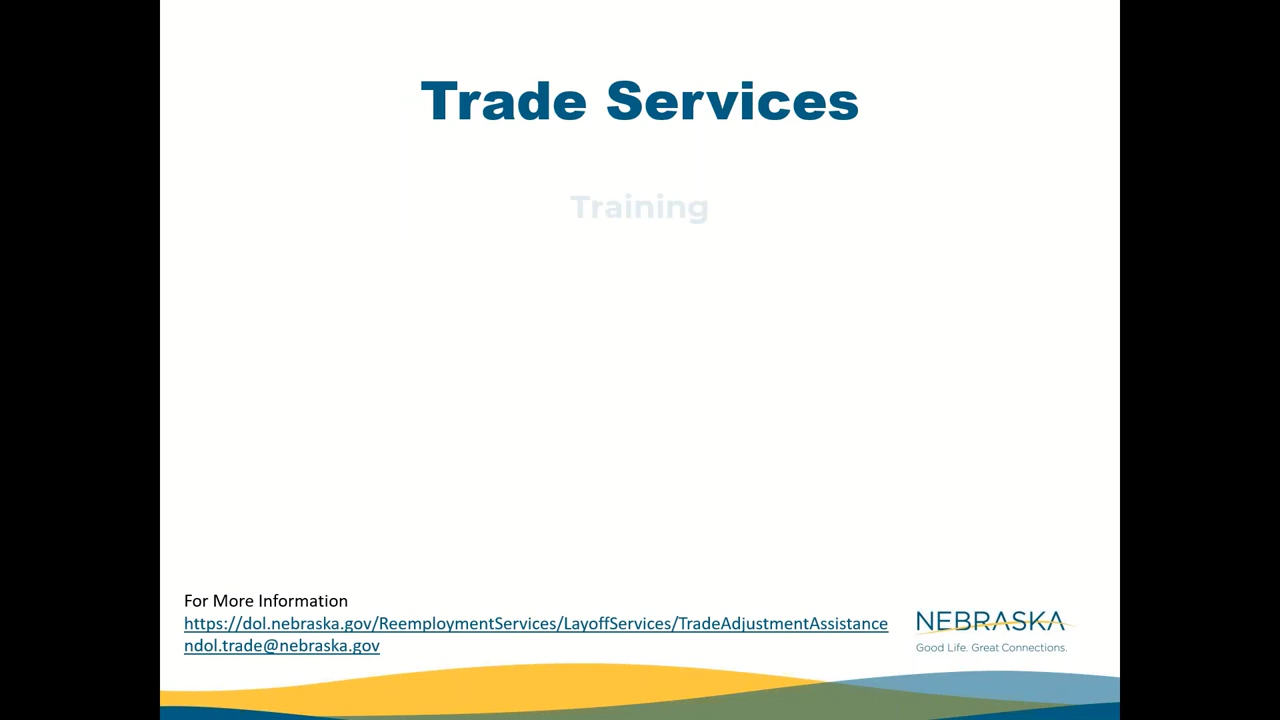 Trade Services
Training
For More Information
https://dol.nebraska.gov/ReemploymentServices/LayoffServices/TradeAdjustmentAssistance
ndol.trade@nebraska.gov
NEBRASKA
Good Life. Great Connections.